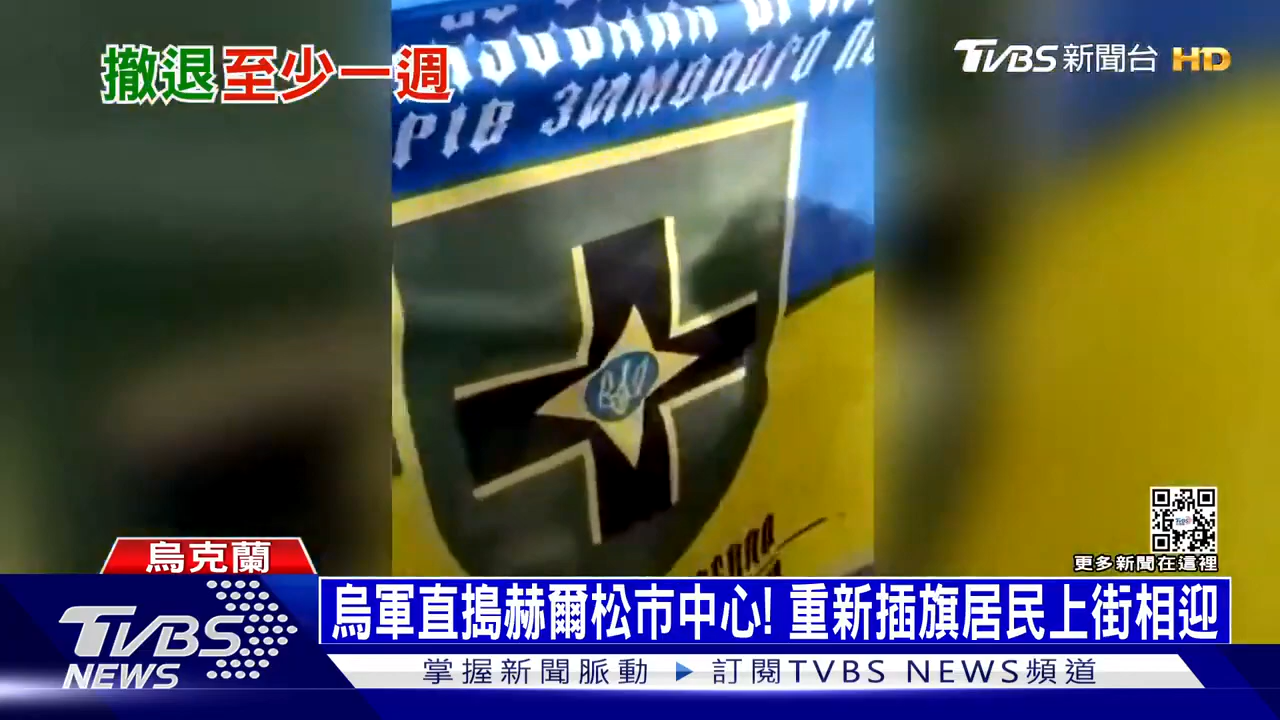 撤退至少一週
TVBS新聞台 HD
РІВ ЗИМОВОГО
烏克蘭
更多新聞在這裡
烏軍直搗赫爾松市中心! 重新插旗居民上街相迎
TVBS
NEWS
掌握新聞脈動 ▶ 訂閱TVBS NEWS頻道